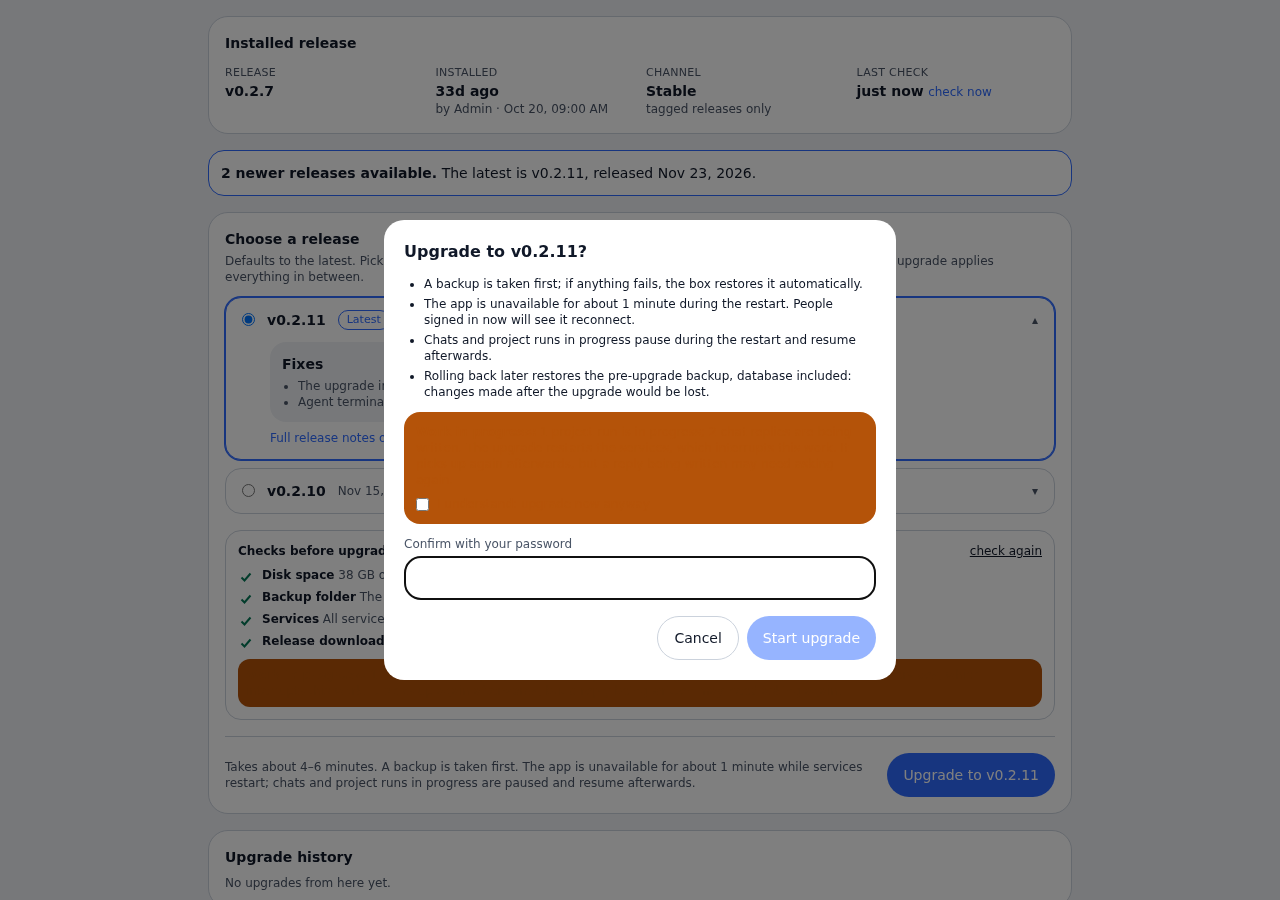 Installed release
RELEASE
INSTALLED
CHANNEL
LAST CHECK
v0.2.7
33d ago
Stable
just now check now
by Admin · Oct 20, 09:00 AM
tagged releases only
2 newer releases available. The latest is v0.2.11, released Nov 23, 2026.
Choose a release
Defaults to the latest. Pick
upgrade applies
everything in between.
v0.2.11
Latest
▴
Fixes
• The upgrade
• Agent
Full release notes
v0.2.10
Nov 15,
▾
Upgrade to v0.2.11?
• A backup is taken first; if anything fails, the box restores it automatically.
• The app is unavailable for about 1 minute during the restart. People
signed in now will see it reconnect.
• Chats and project runs in progress pause during the restart and resume
afterwards.
• Rolling back later restores the pre-upgrade backup, database included:
changes made after the upgrade would be lost.
Confirm with your password
Cancel
Start upgrade
Checks before
check again
Disk space 38 GB
Backup folder The
Services All
Release download
Takes about 4–6 minutes. A backup is taken first. The app is unavailable for about 1 minute while services
restart; chats and project runs in progress are paused and resume afterwards.
Upgrade to v0.2.11
Upgrade history
No upgrades from here yet.